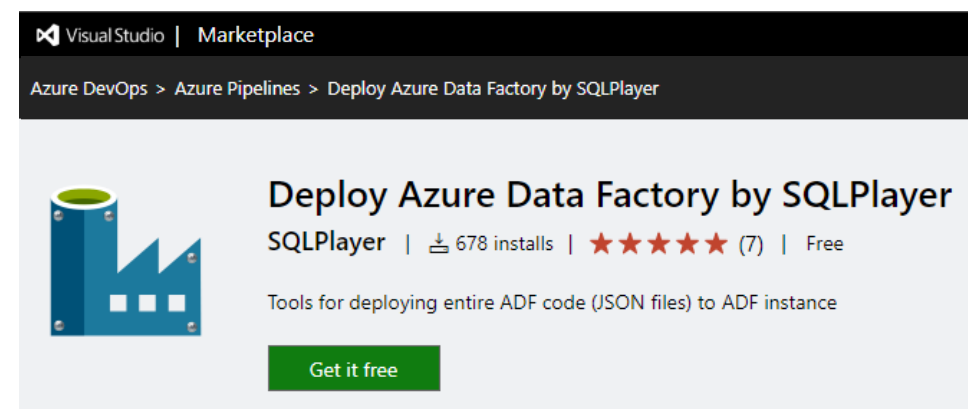 Visual Studio | Marketplace
Azure DevOps > Azure Pipelines > Deploy Azure Data Factory by SQLPlayer
Deploy Azure Data Factory by SQLPlayer
SQLPlayer | 678 installs | ★★★★★ (7) | Free
Tools for deploying entire ADF code (JSON files) to ADF instance
Get it free